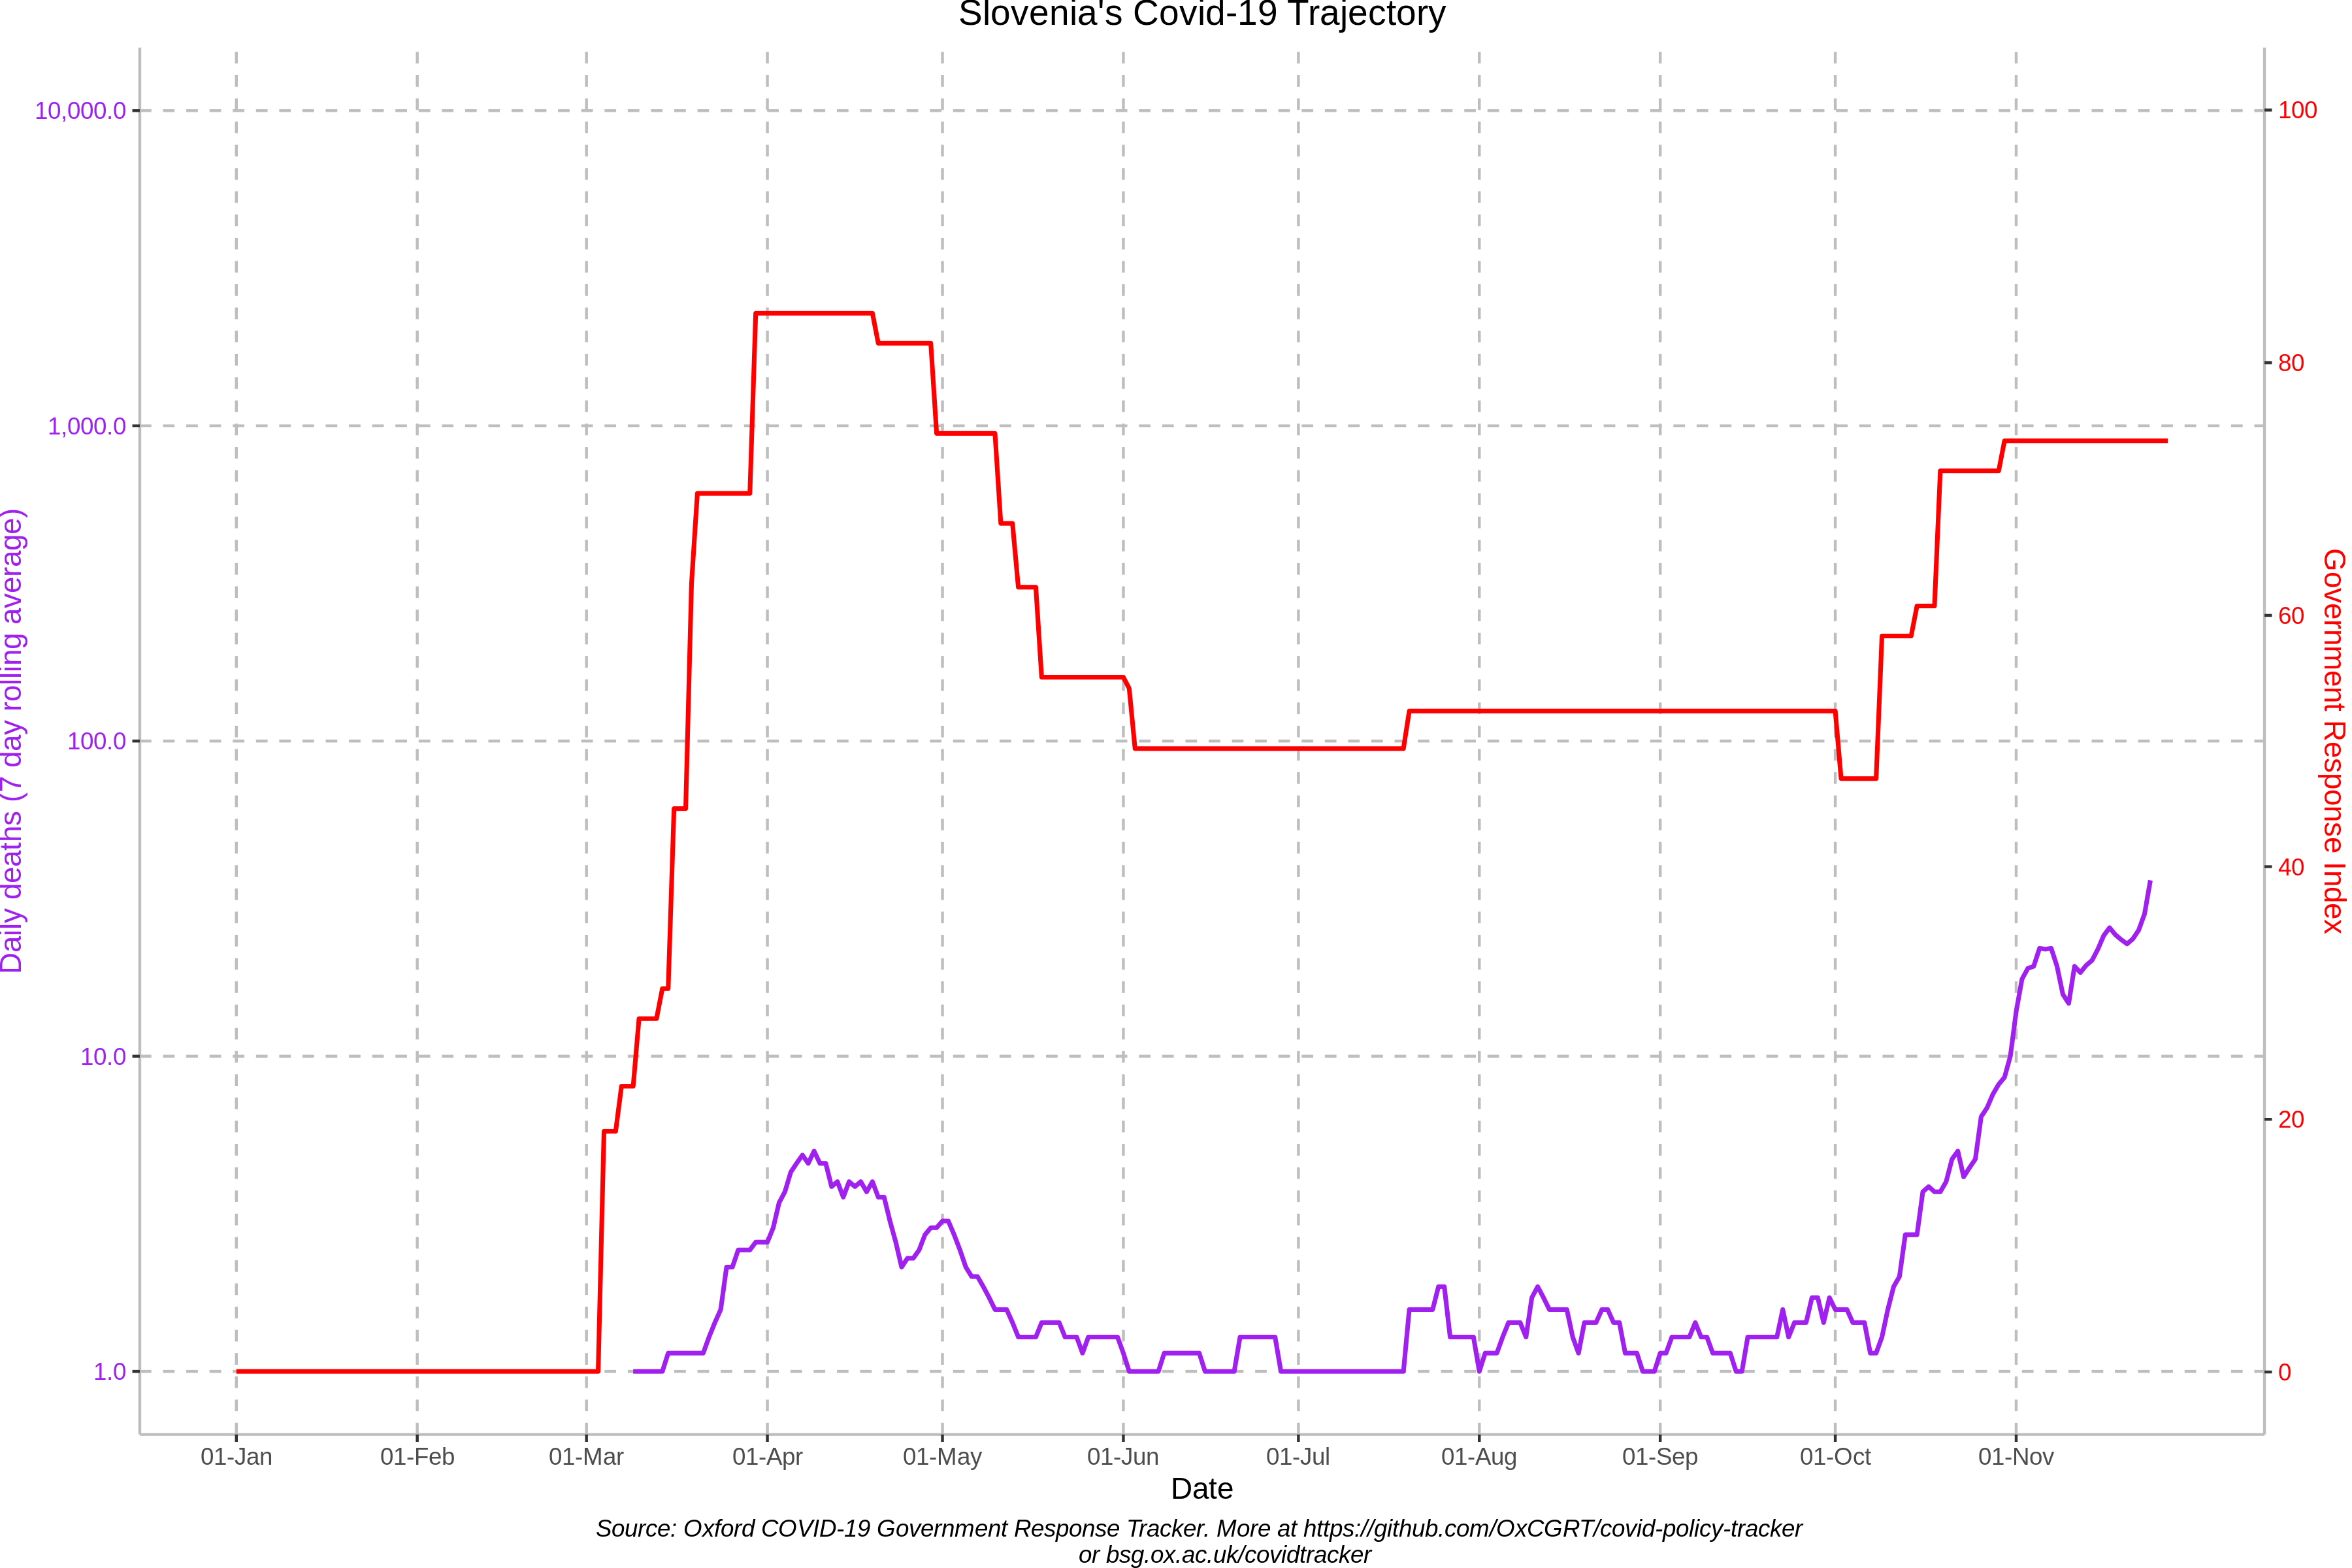 Slovenia's Covid-19 Trajectory
Daily deaths (7 day rolling average)
10,000.0
1,000.0
100.0
10.0
1.0
100
80
60
40
20
0
Government Response Index
01-Jan 01-Feb 01-Mar 01-Apr 01-May 01-Jun 01-Jul 01-Aug 01-Sep 01-Oct 01-Nov
Date
Source: Oxford COVID-19 Government Response Tracker. More at https://github.com/OxCGRT/covid-policy-tracker
or bsg.ox.ac.uk/covidtracker